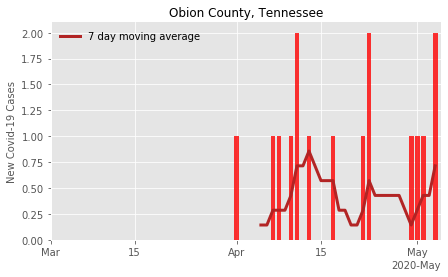 Obion County, Tennessee
7 day moving average
New Covid-19 Cases
2.00
1.75
1.50
1.25
1.00
0.75
0.50
0.25
0.00
Mar 15 Apr 15 May
2020-May